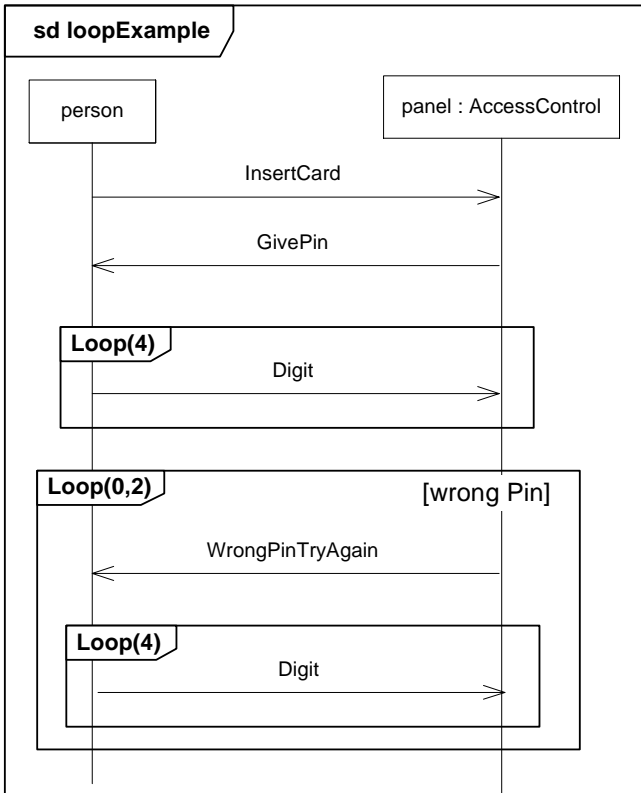 sd loopExample
person
panel : AccessControl
InsertCard
GivePin
Loop(4)
Digit
Loop(0,2)
[wrong Pin]
WrongPinTryAgain
Loop(4)
Digit